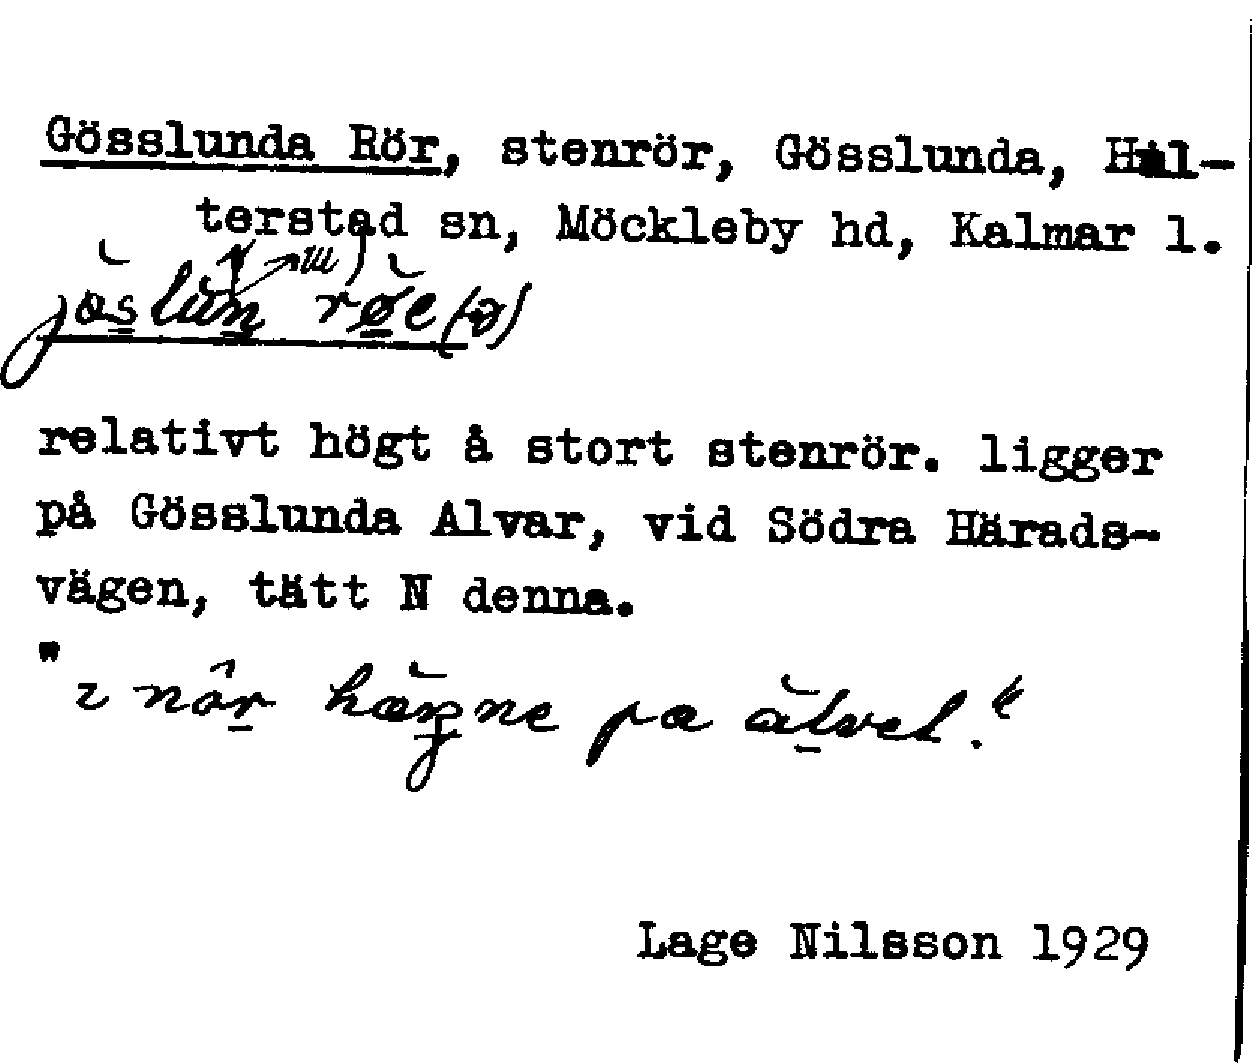 Gösslunda Rör, stenrör, Gösslunda, Hul-
terstad sn, Möckleby hd, Kalmar l.
relativt högt å stort stenrör. ligger
på Gösslunda Alvar, vid Södra Härads-
vägen, tätt N denna.
Lage Nilsson 1929